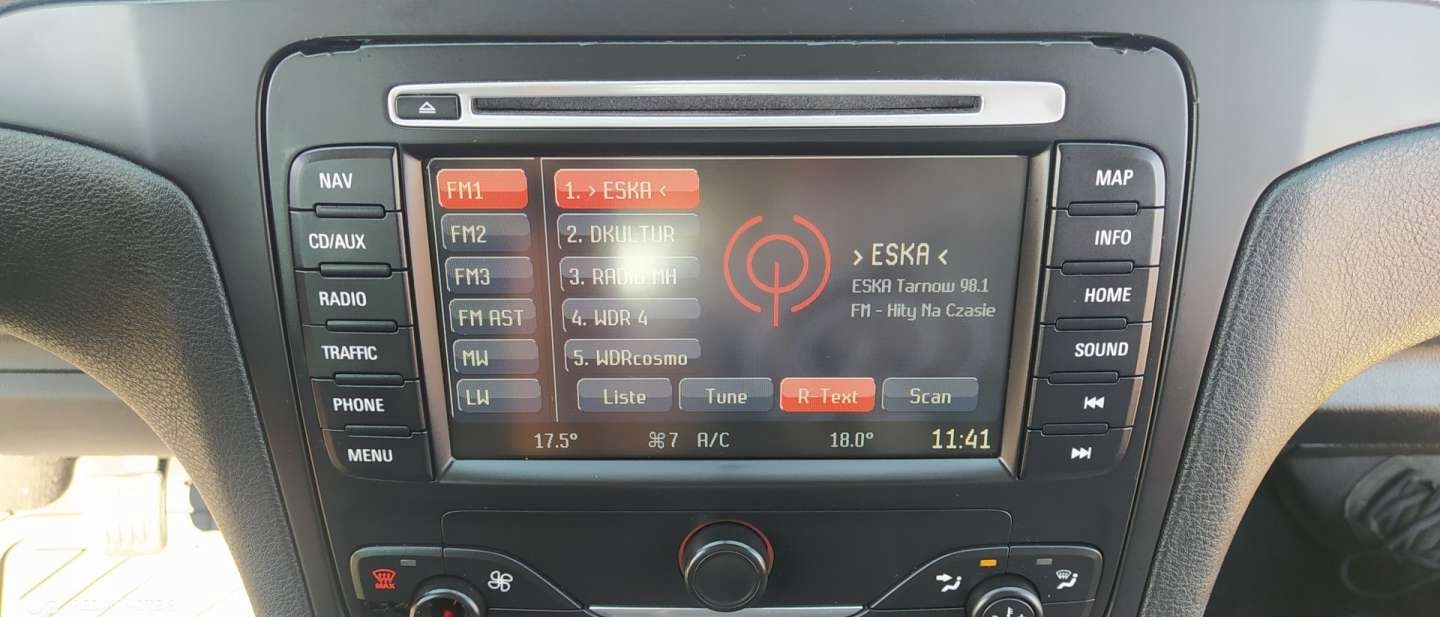 NAV
CD/AUX
RADIO
TRAFFIC
PHONE
MENU
FM1
FM2
FM3
FM AST
MW
LW
1. > ESKA <
2. DKULTUR
3. RADIO MH
4. WDR 4
5. WDRcosmo
> ESKA <
ESKA Tarnow 98.1
FM - Hity Na Czasie
Liste Tune R Text Scan
17.5° 7 A/C 18.0° 11:41
MAP
INFO
HOME
SOUND
MAX